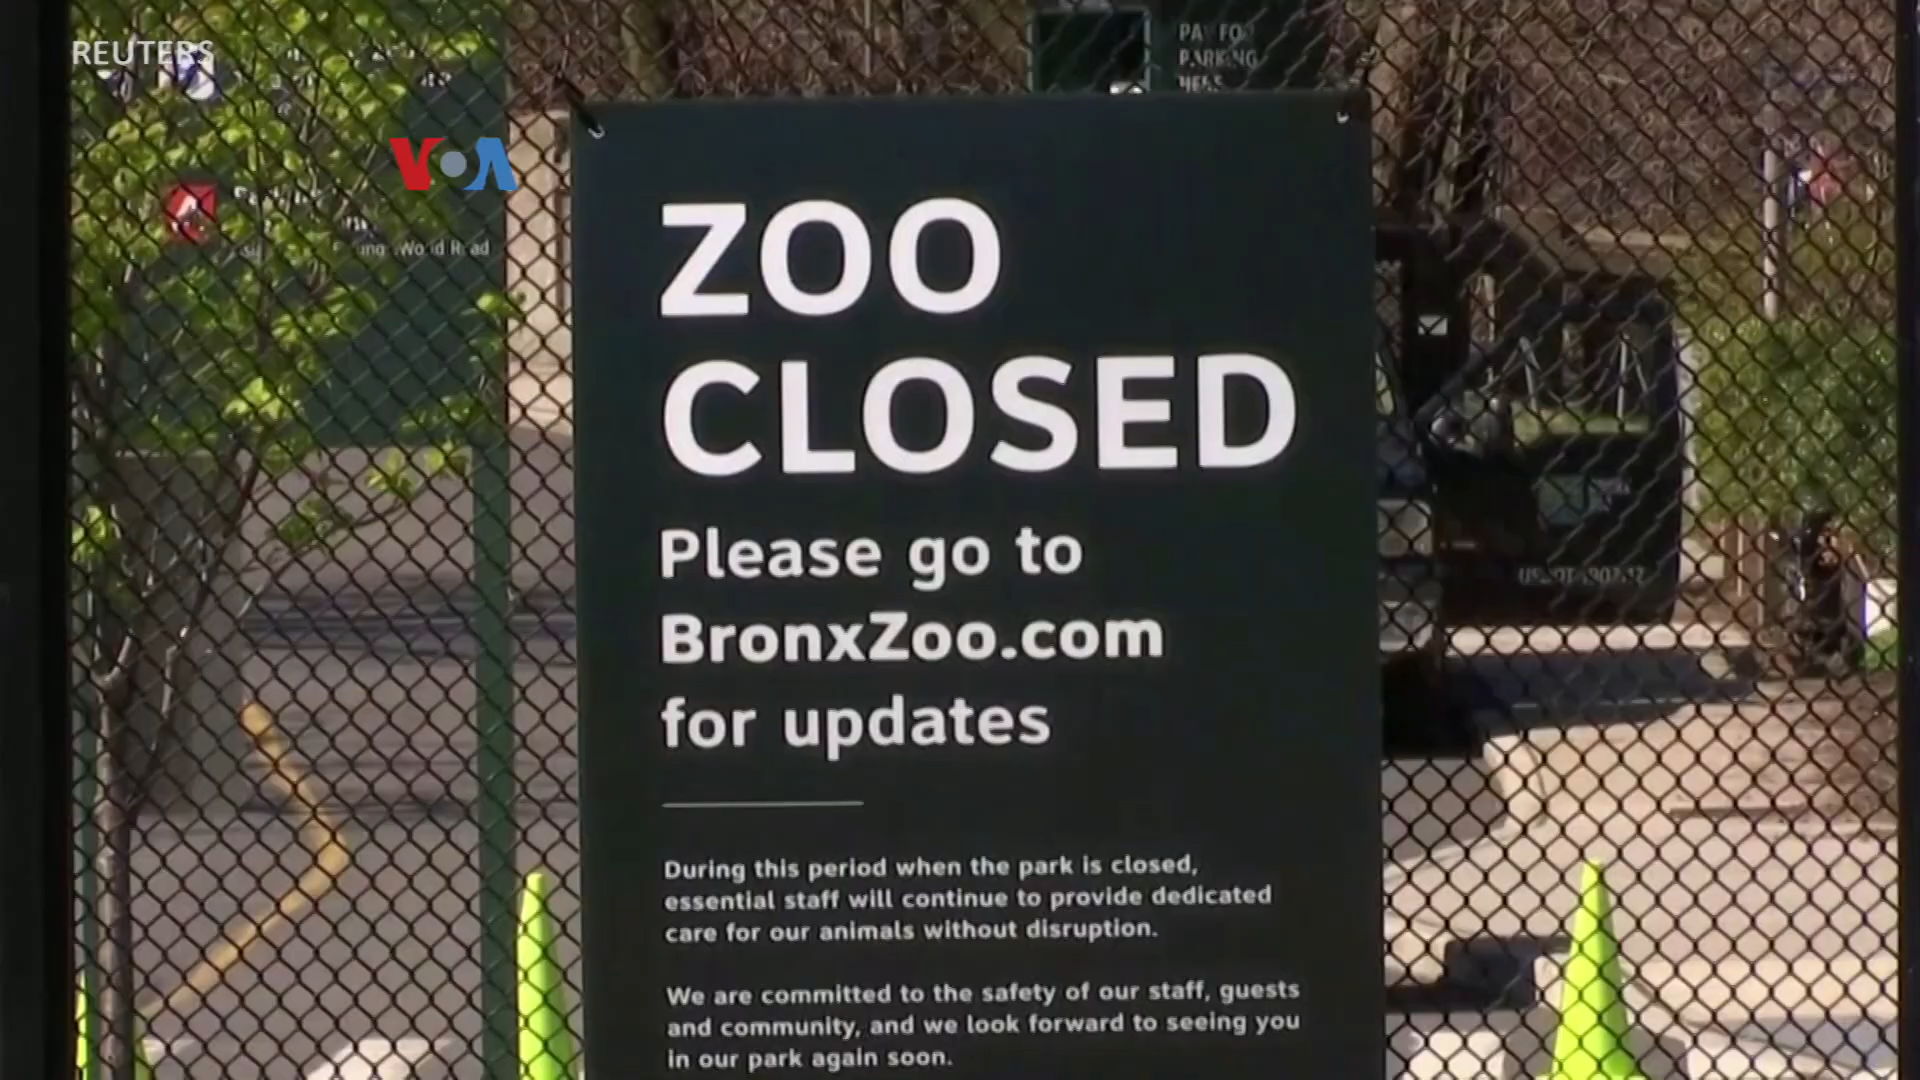 REUTERS
VOA
PARKING
ZOO
CLOSED
Please go to
BronxZoo.com
for updates
During this period when the park is closed,
essential staff will continue to provide dedicated
care for our animals without disruption.
We are committed to the safety of our staff, guests
and community, and we look forward to seeing you
in our park again soon.